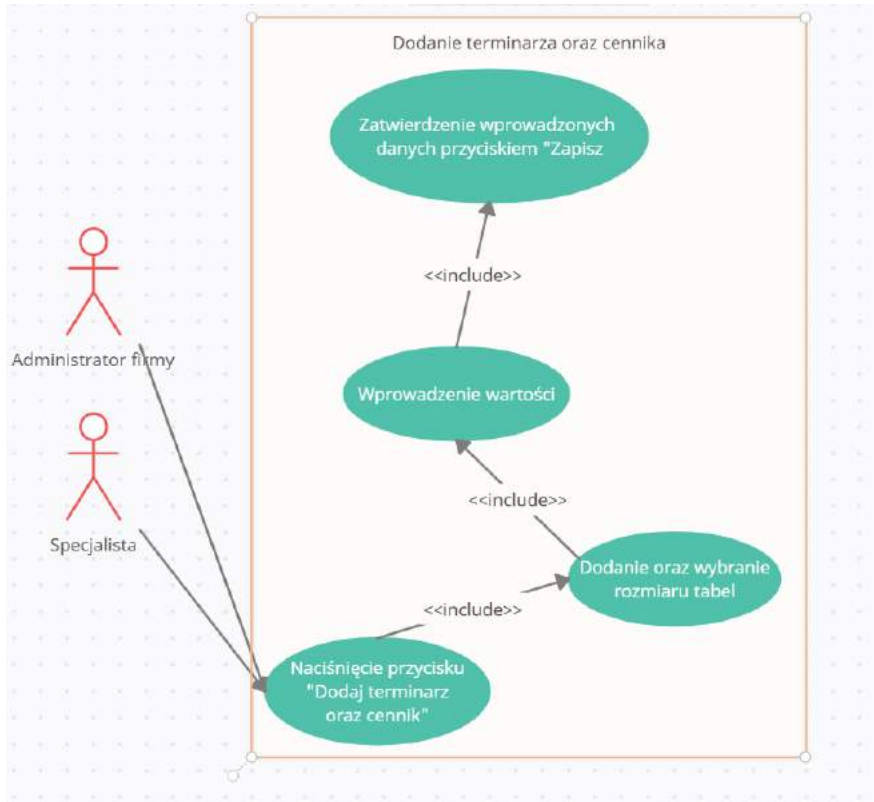 Dodanie terminarza oraz cennika
Zatwierdzenie wprowadzonych
danych przyciskiem "Zapisz
<<include>>
Administrator firmy
Wprowadzenie wartości
<<include>>
Specjalista
Dodanie oraz wybranie
rozmiaru tabel
<<include>>
Naciśnięcie przycisku
"Dodaj terminarz
oraz cennik"